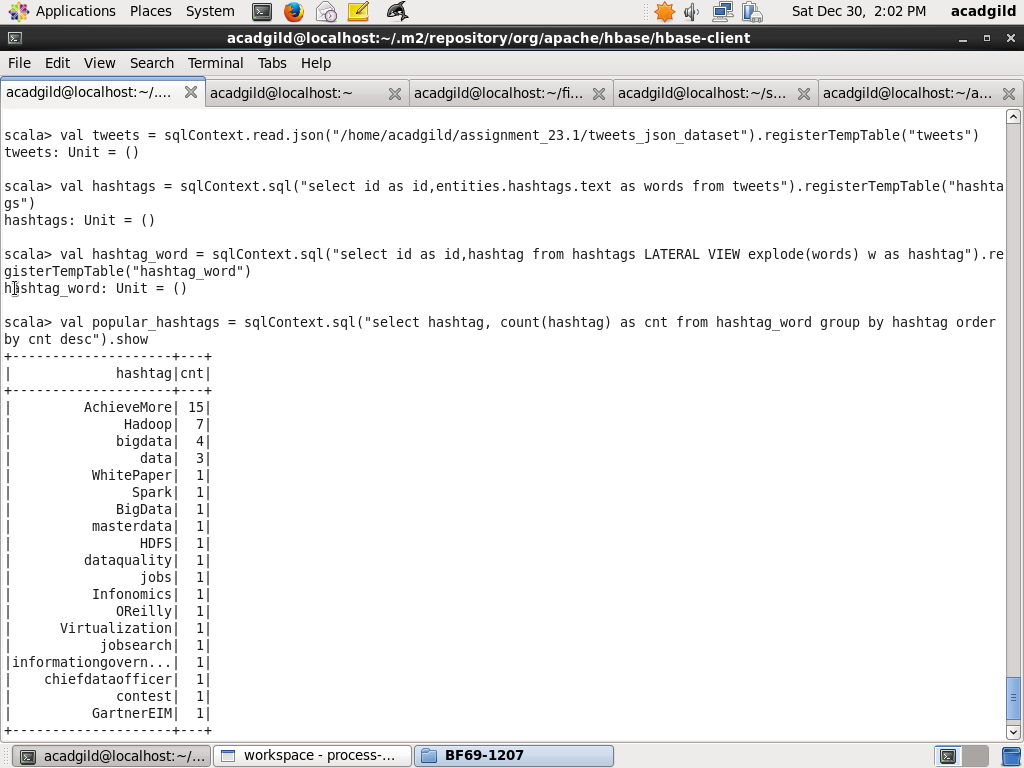 Applications Places System Sat Dec 30, 2:02 PM acadgild
acadgild@localhost:~/.m2/repository/org/apache/hbase/hbase-client
File Edit View Search Terminal Tabs Help
acadgild@localhost:~/.... acadgild@localhost:~ acadgild@localhost:~/fi... acadgild@localhost:~/s... acadgild@localhost:~/a...
scala> val tweets = sqlContext.read.json("/home/acadgild/assignment_23.1/tweets_json_dataset").registerTempTable("tweets")
tweets: Unit = ()
scala> val hashtags = sqlContext.sql("select id as id,entities.hashtags.text as words from tweets").registerTempTable("hashta
gs")
hashtags: Unit = ()
scala> val hashtag_word = sqlContext.sql("select id as id,hashtag from hashtags LATERAL VIEW explode(words) w as hashtag").re
gisterTempTable("hashtag_word")
hashtag_word: Unit = ()
scala> val popular_hashtags = sqlContext.sql("select hashtag, count(hashtag) as cnt from hashtag_word group by hashtag order
by cnt desc").show
+--------------------+---+
|             hashtag|cnt|
+--------------------+---+
|         AchieveMore| 15|
|              Hadoop|  7|
|             bigdata|  4|
|                data|  3|
|          WhitePaper|  1|
|               Spark|  1|
|             BigData|  1|
|          masterdata|  1|
|                HDFS|  1|
|         dataquality|  1|
|                jobs|  1|
|          Infonomics|  1|
|             OReilly|  1|
|      Virtualization|  1|
|           jobsearch|  1|
|informationgovern...|  1|
|    chiefdataofficer|  1|
|             contest|  1|
|          GartnerEIM|  1|
+--------------------+---+
acadgild@localhost:~/... workspace - process-... BF69-1207